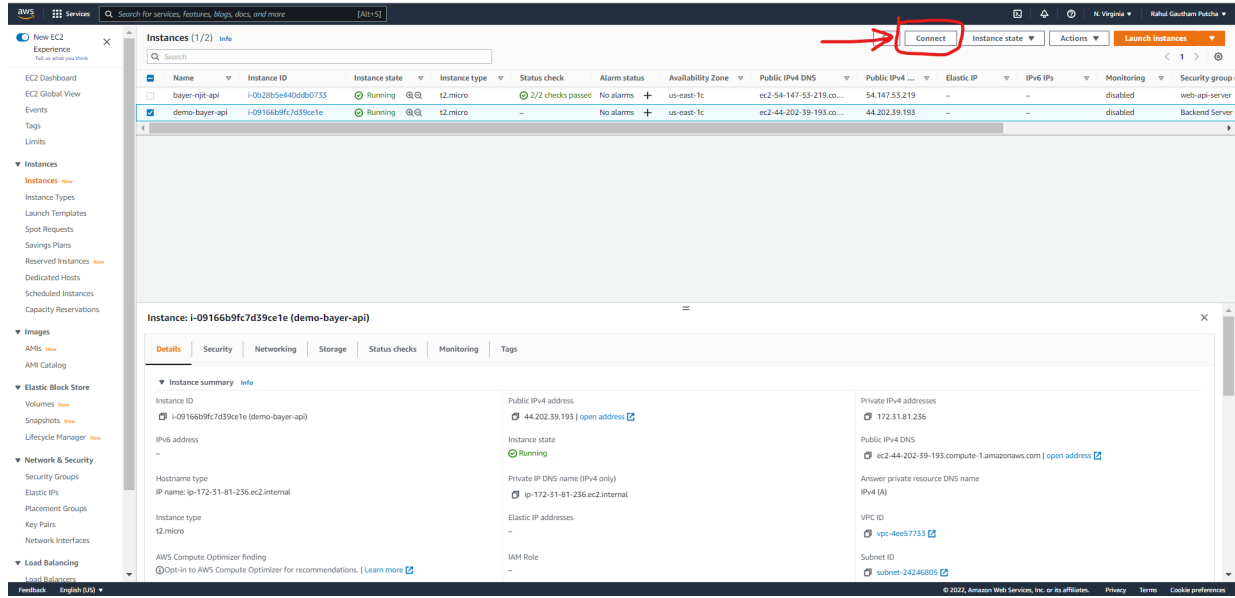 aws Services Search for services, features, blogs, docs, and more [Alt+S] N. Virginia ▼ Rahul Gautham Putcha ▼
New EC2 Experience
Tell us what you think
EC2 Dashboard
EC2 Global View
Events
Tags
Limits
▼ Instances
Instances New
Instance Types
Launch Templates
Spot Requests
Savings Plans
Reserved Instances New
Dedicated Hosts
Scheduled Instances
Capacity Reservations
▼ Images
AMIs New
AMI Catalog
▼ Elastic Block Store
Volumes New
Snapshots New
Lifecycle Manager New
▼ Network & Security
Security Groups
Elastic IPs
Placement Groups
Key Pairs
Network Interfaces
▼ Load Balancing
Load Balancers
Instances (1/2) Info Connect Instance state ▼ Actions ▼ Launch instances ▼
Search
< 1 >
Name Instance ID Instance state Instance type Status check Alarm status Availability Zone Public IPv4 DNS Public IPv4 ... Elastic IP IPv6 IPs Monitoring Security group
bayer-njit-api i-0b28b5e440ddb0733 Running t2.micro 2/2 checks passed No alarms + us-east-1c ec2-54-147-53-219.co... 54.147.53.219 – – disabled web-api-server
demo-bayer-api i-09166b9fc7d39ce1e Running t2.micro – No alarms + us-east-1c ec2-44-202-39-193.co... 44.202.39.193 – – disabled Backend Server
Instance: i-09166b9fc7d39ce1e (demo-bayer-api)
Details Security Networking Storage Status checks Monitoring Tags
▼ Instance summary Info
Instance ID Public IPv4 address Private IPv4 addresses
i-09166b9fc7d39ce1e (demo-bayer-api) 44.202.39.193 | open address 172.31.81.236
IPv6 address Instance state Public IPv4 DNS
– Running ec2-44-202-39-193.compute-1.amazonaws.com | open address
Hostname type Private IP DNS name (IPv4 only) Answer private resource DNS name
IP name: ip-172-31-81-236.ec2.internal ip-172-31-81-236.ec2.internal IPv4 (A)
Instance type Elastic IP addresses VPC ID
t2.micro – vpc-4ee57733
AWS Compute Optimizer finding IAM Role Subnet ID
Opt-in to AWS Compute Optimizer for recommendations. | Learn more – subnet-24246805
Feedback English (US) ▼ © 2022, Amazon Web Services, Inc. or its affiliates. Privacy Terms Cookie preferences